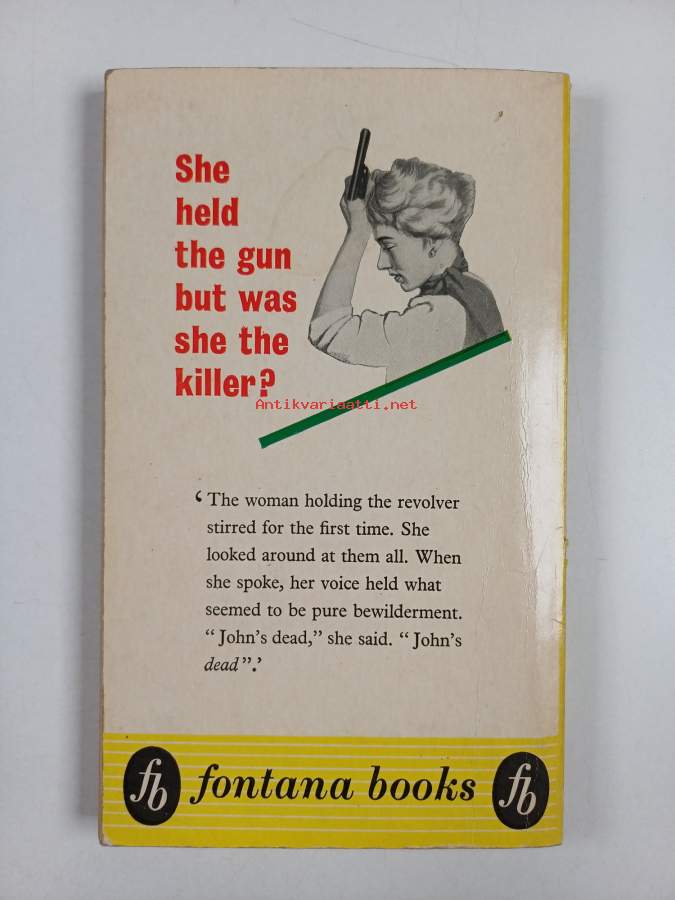 She
held
the gun
but was
she the
killer?
Antikvariaatti.net
‘ The woman holding the revolver
stirred for the first time. She
looked around at them all. When
she spoke, her voice held what
seemed to be pure bewilderment.
“ John's dead,” she said. “ John's
dead ”.’
fb fontana books fb